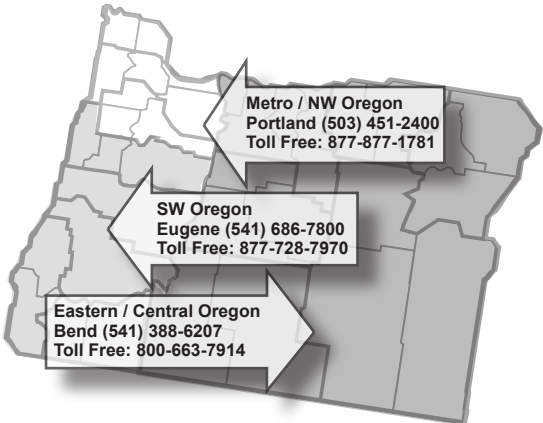 Metro / NW Oregon
Portland (503) 451-2400
Toll Free: 877-877-1781
SW Oregon
Eugene (541) 686-7800
Toll Free: 877-728-7970
Eastern / Central Oregon
Bend (541) 388-6207
Toll Free: 800-663-7914